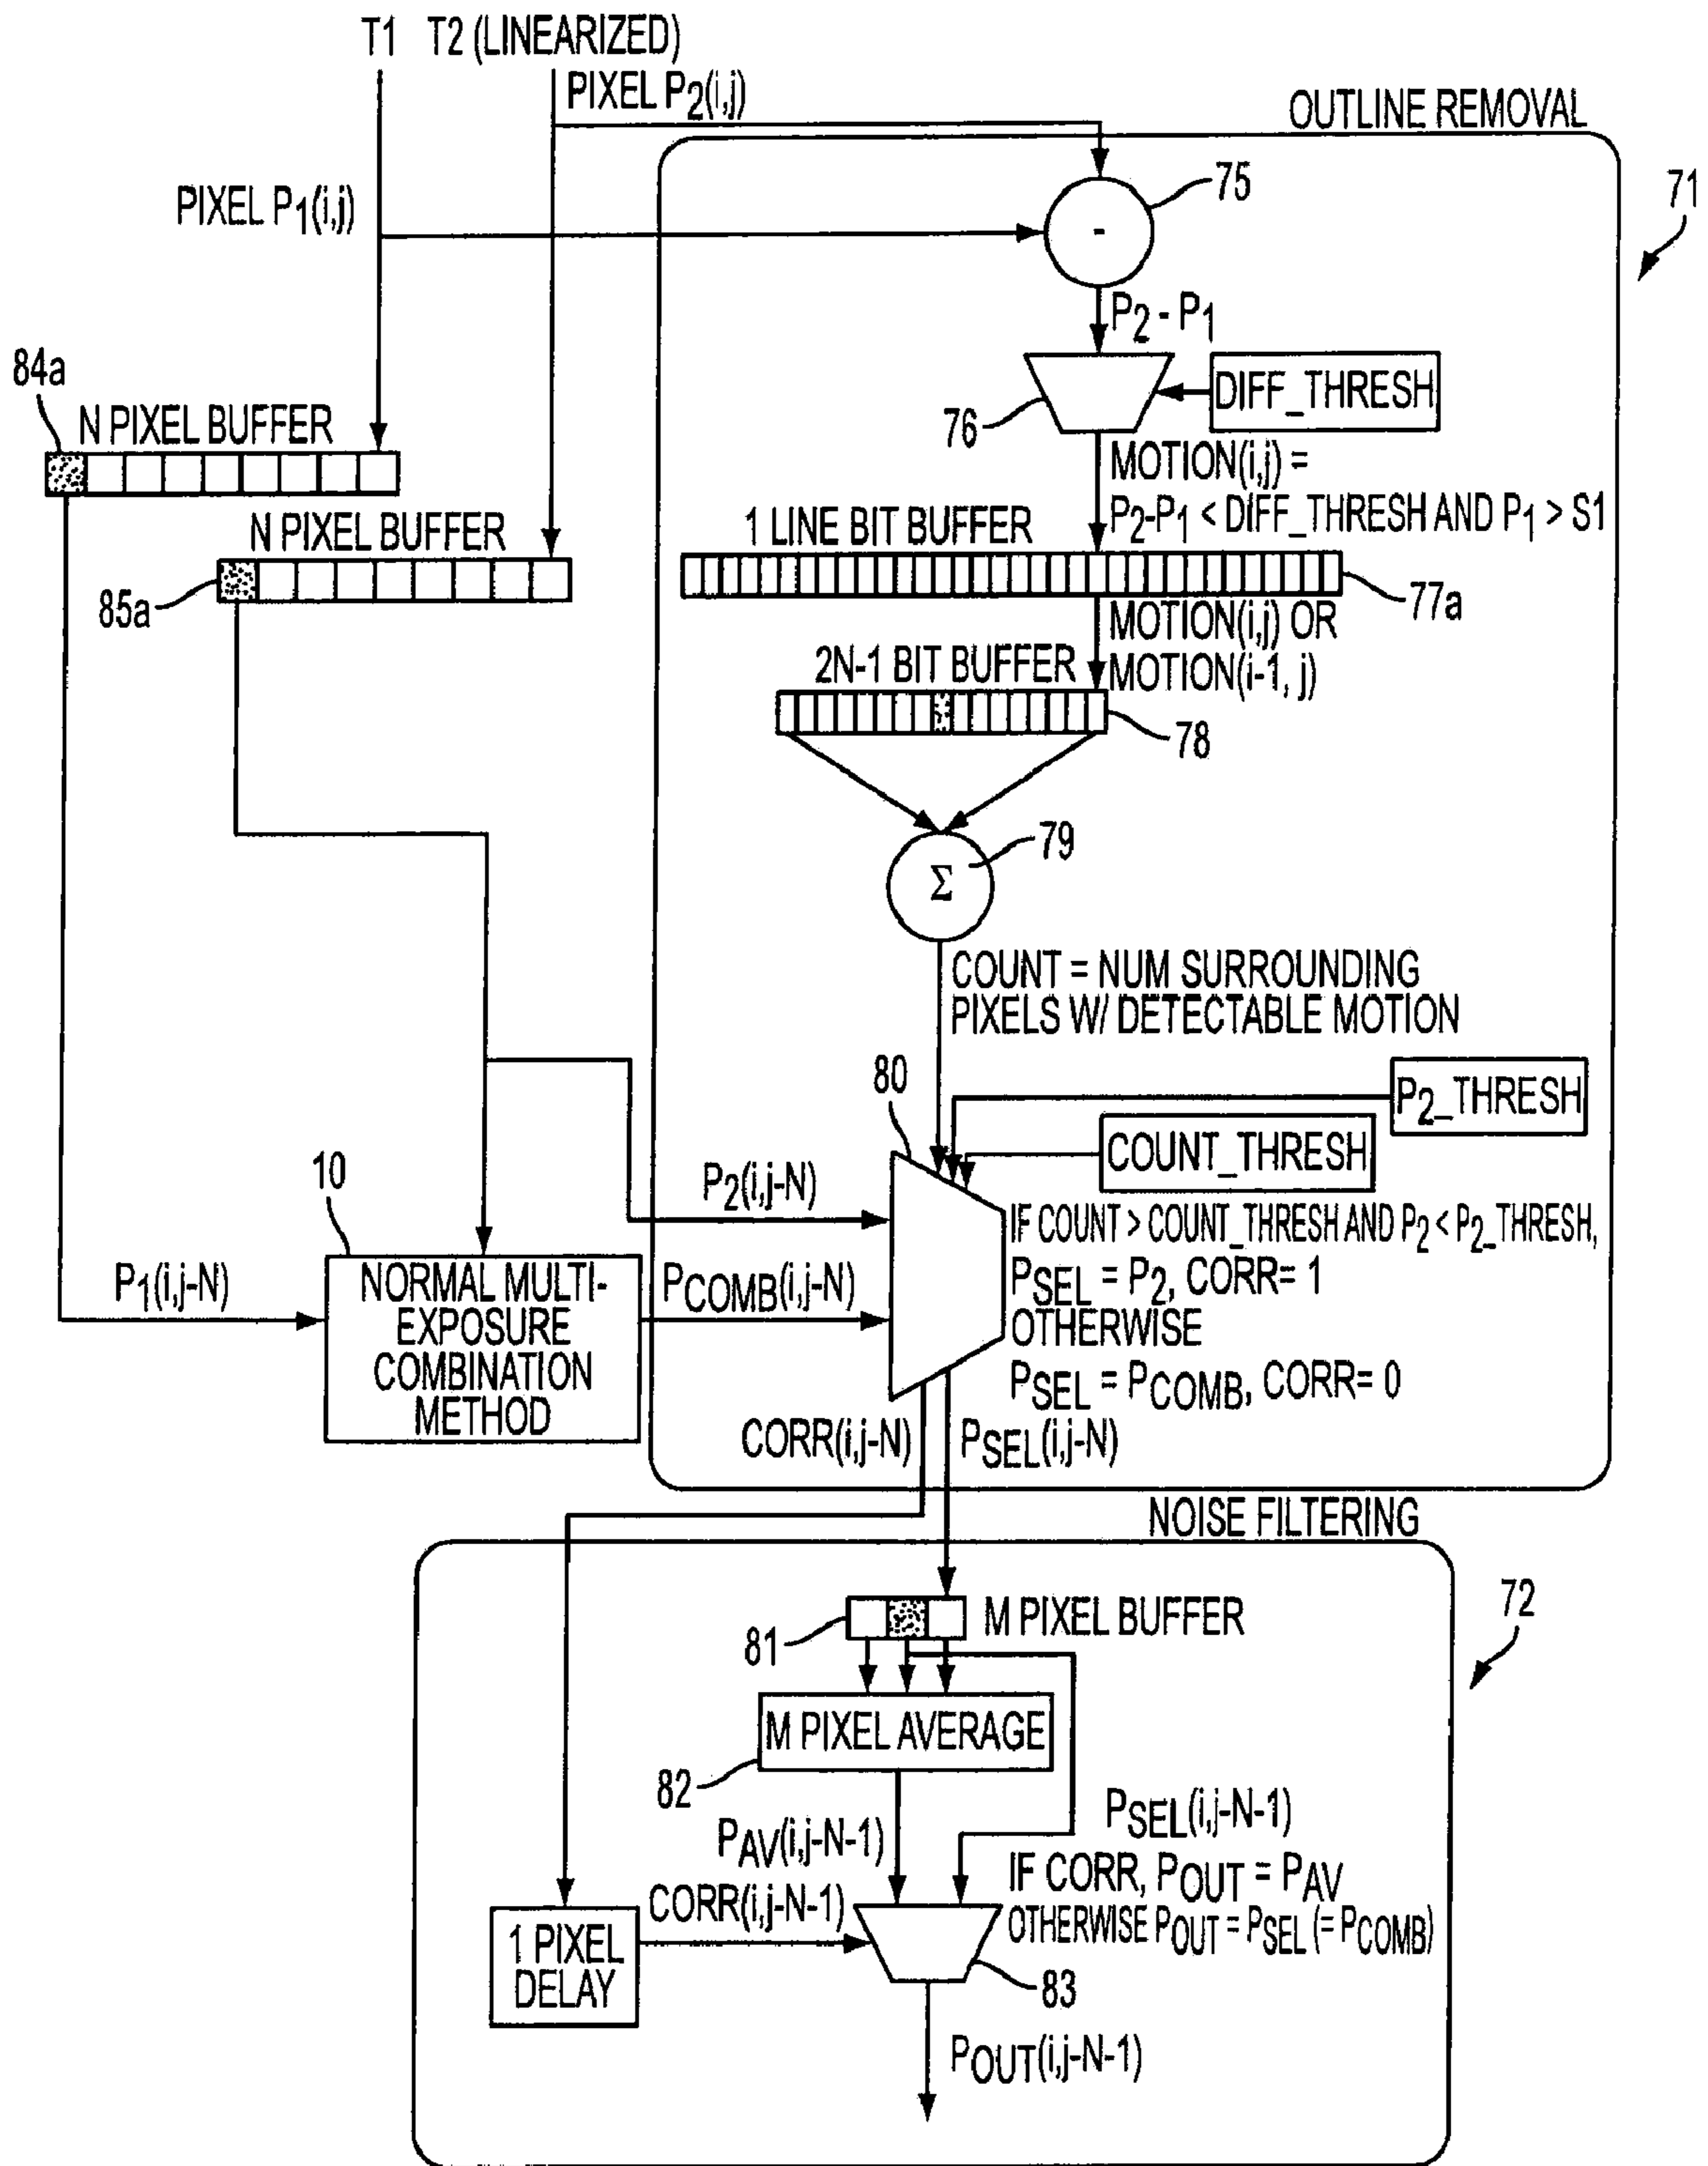 T1 T2 (LINEARIZED)
PIXEL P2(i,j)
OUTLINE REMOVAL
PIXEL P1(i,j)
75
71
-
P2 - P1
84a
DIFF_THRESH
76
N PIXEL BUFFER
MOTION(i,j) =
P2-P1 < DIFF_THRESH AND P1 > S1
1 LINE BIT BUFFER
N PIXEL BUFFER
85a
77a
MOTION(i,j) OR
MOTION(i-1, j)
2N-1 BIT BUFFER
78
79
Σ
COUNT = NUM SURROUNDING
PIXELS W/ DETECTABLE MOTION
80
P2_THRESH
COUNT_THRESH
10
P2(i,j-N)
IF COUNT > COUNT_THRESH AND P2 < P2_THRESH,
PSEL = P2, CORR= 1
OTHERWISE
PSEL = PCOMB, CORR= 0
P1(i,j-N)
NORMAL MULTI-
EXPOSURE
COMBINATION
METHOD
PCOMB(i,j-N)
CORR(i,j-N)
PSEL(i,j-N)
NOISE FILTERING
72
81
M PIXEL BUFFER
M PIXEL AVERAGE
82
PAV(i,j-N-1)
PSEL(i,j-N-1)
IF CORR, POUT = PAV
OTHERWISE POUT = PSEL (= PCOMB)
CORR(i,j-N-1)
1 PIXEL
DELAY
83
POUT(i,j-N-1)